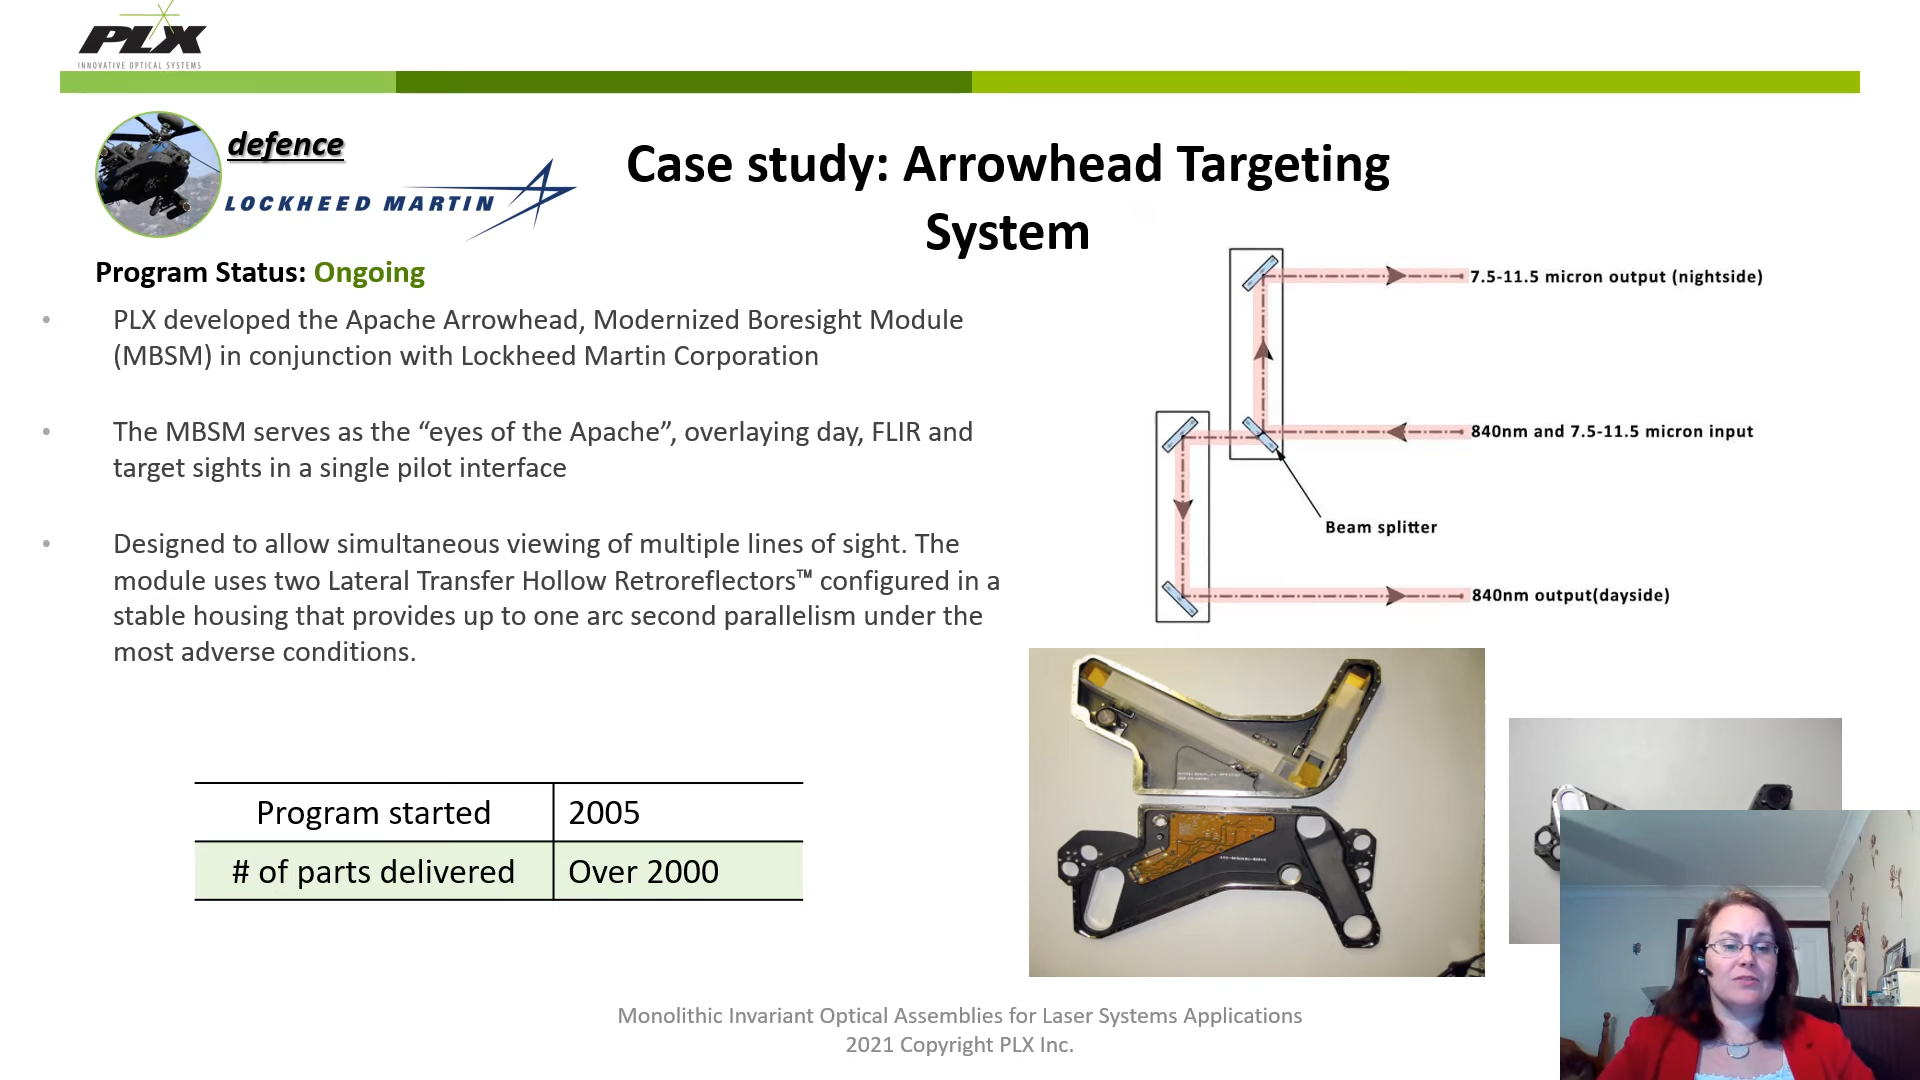 PLX
INNOVATIVE OPTICAL SYSTEMS
defence
LOCKHEED MARTIN
Case study: Arrowhead Targeting
System
Program Status: Ongoing
• PLX developed the Apache Arrowhead, Modernized Boresight Module
(MBSM) in conjunction with Lockheed Martin Corporation
• The MBSM serves as the “eyes of the Apache”, overlaying day, FLIR and
target sights in a single pilot interface
• Designed to allow simultaneous viewing of multiple lines of sight. The
module uses two Lateral Transfer Hollow Retroreflectors™ configured in a
stable housing that provides up to one arc second parallelism under the
most adverse conditions.
7.5-11.5 micron output (nightside)
840nm and 7.5-11.5 micron input
Beam splitter
840nm output(dayside)
Program started 2005
# of parts delivered Over 2000
Monolithic Invariant Optical Assemblies for Laser Systems Applications
2021 Copyright PLX Inc.